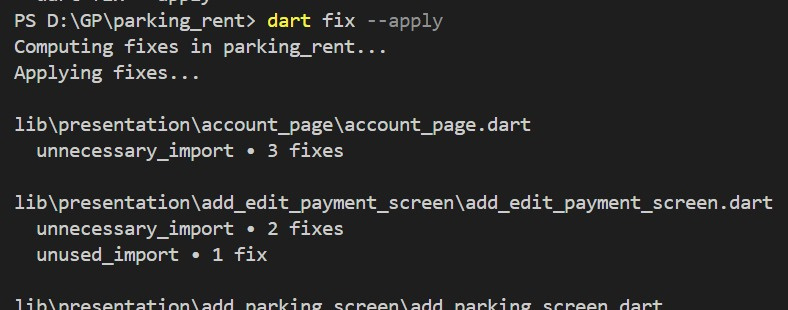 PS D:\GP\parking_rent> dart fix --apply
Computing fixes in parking_rent...
Applying fixes...
lib\presentation\account_page\account_page.dart
unnecessary_import • 3 fixes
lib\presentation\add_edit_payment_screen\add_edit_payment_screen.dart
unnecessary_import • 2 fixes
unused_import • 1 fix
lib\presentation\add_parking_screen\add_parking_screen.dart